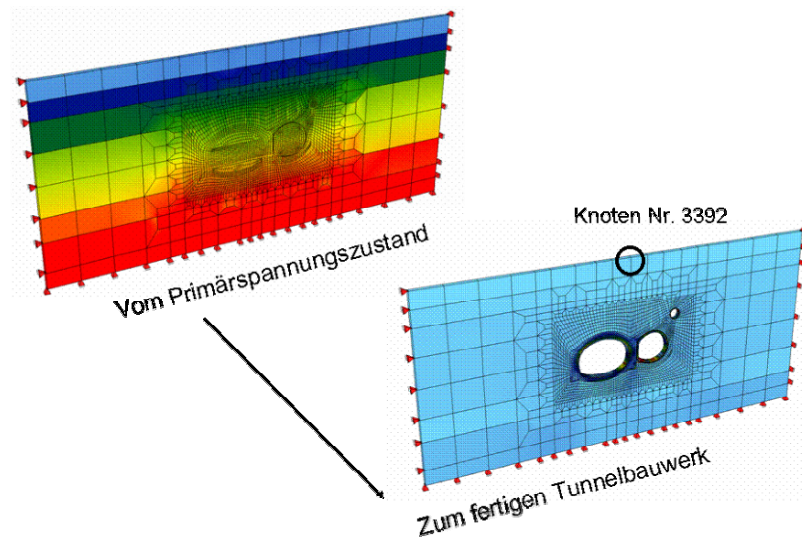 Knoten Nr. 3392
Vom Primärspannungszustand
Zum fertigen Tunnelbauwerk